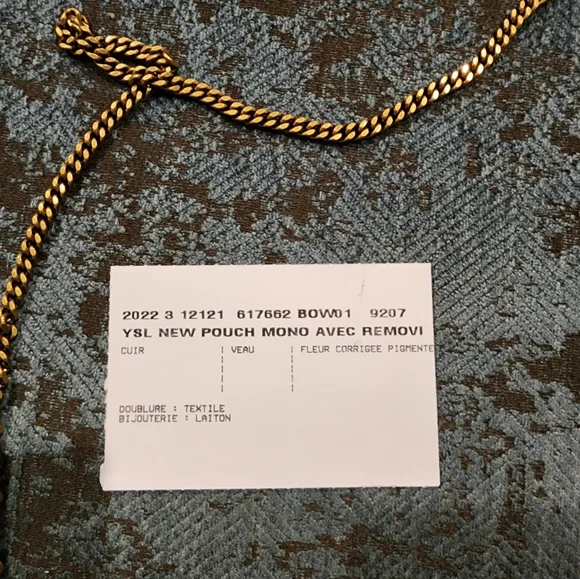 2022 3 12121 617662 BOW01 9207
YSL NEW POUCH MONO AVEC REMOVI
CUIR | VEAU | FLEUR CORRIGEE PIGMENTE
DOUBLURE : TEXTILE
BIJOUTERIE : LAITON